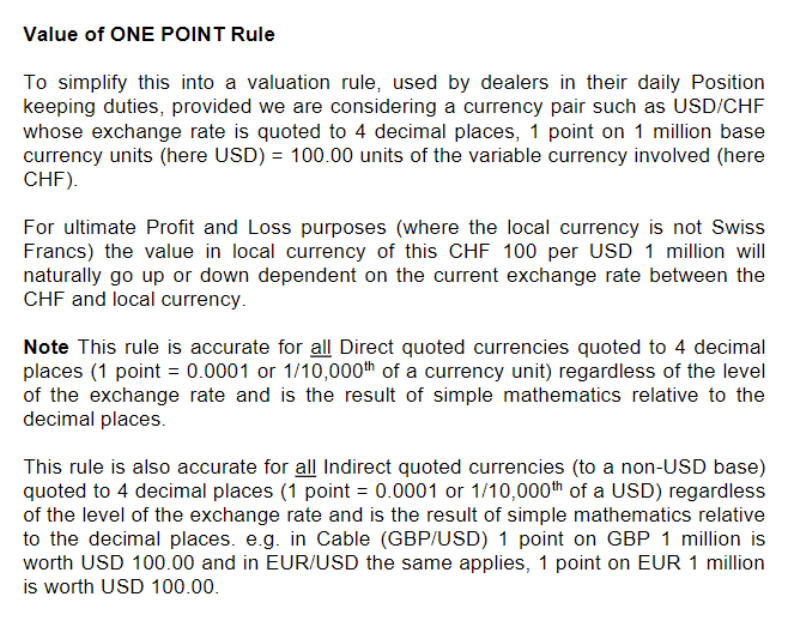 Value of ONE POINT Rule
To simplify this into a valuation rule, used by dealers in their daily Position
keeping duties, provided we are considering a currency pair such as USD/CHF
whose exchange rate is quoted to 4 decimal places, 1 point on 1 million base
currency units (here USD) = 100.00 units of the variable currency involved (here
CHF).
For ultimate Profit and Loss purposes (where the local currency is not Swiss
Francs) the value in local currency of this CHF 100 per USD 1 million will
naturally go up or down dependent on the current exchange rate between the
CHF and local currency.
Note This rule is accurate for all Direct quoted currencies quoted to 4 decimal
places (1 point = 0.0001 or 1/10,000th of a currency unit) regardless of the level
of the exchange rate and is the result of simple mathematics relative to the
decimal places.
This rule is also accurate for all Indirect quoted currencies (to a non-USD base)
quoted to 4 decimal places (1 point = 0.0001 or 1/10,000th of a USD) regardless
of the level of the exchange rate and is the result of simple mathematics relative
to the decimal places. e.g. in Cable (GBP/USD) 1 point on GBP 1 million is
worth USD 100.00 and in EUR/USD the same applies, 1 point on EUR 1 million
is worth USD 100.00.